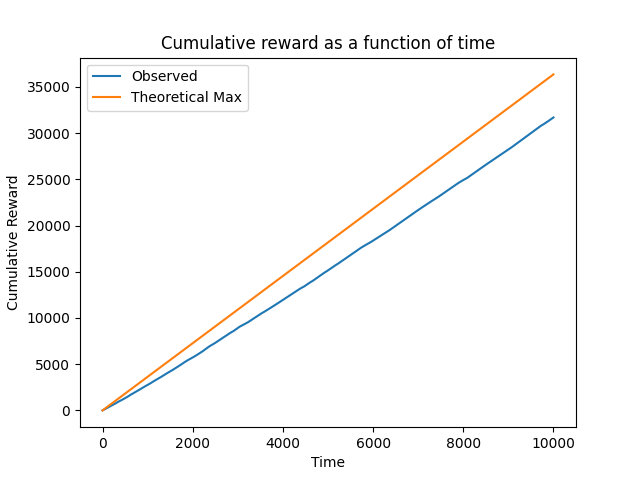 Cumulative reward as a function of time
Observed
Theoretical Max
Cumulative Reward
35000
30000
25000
20000
15000
10000
5000
0
0 2000 4000 6000 8000 10000
Time